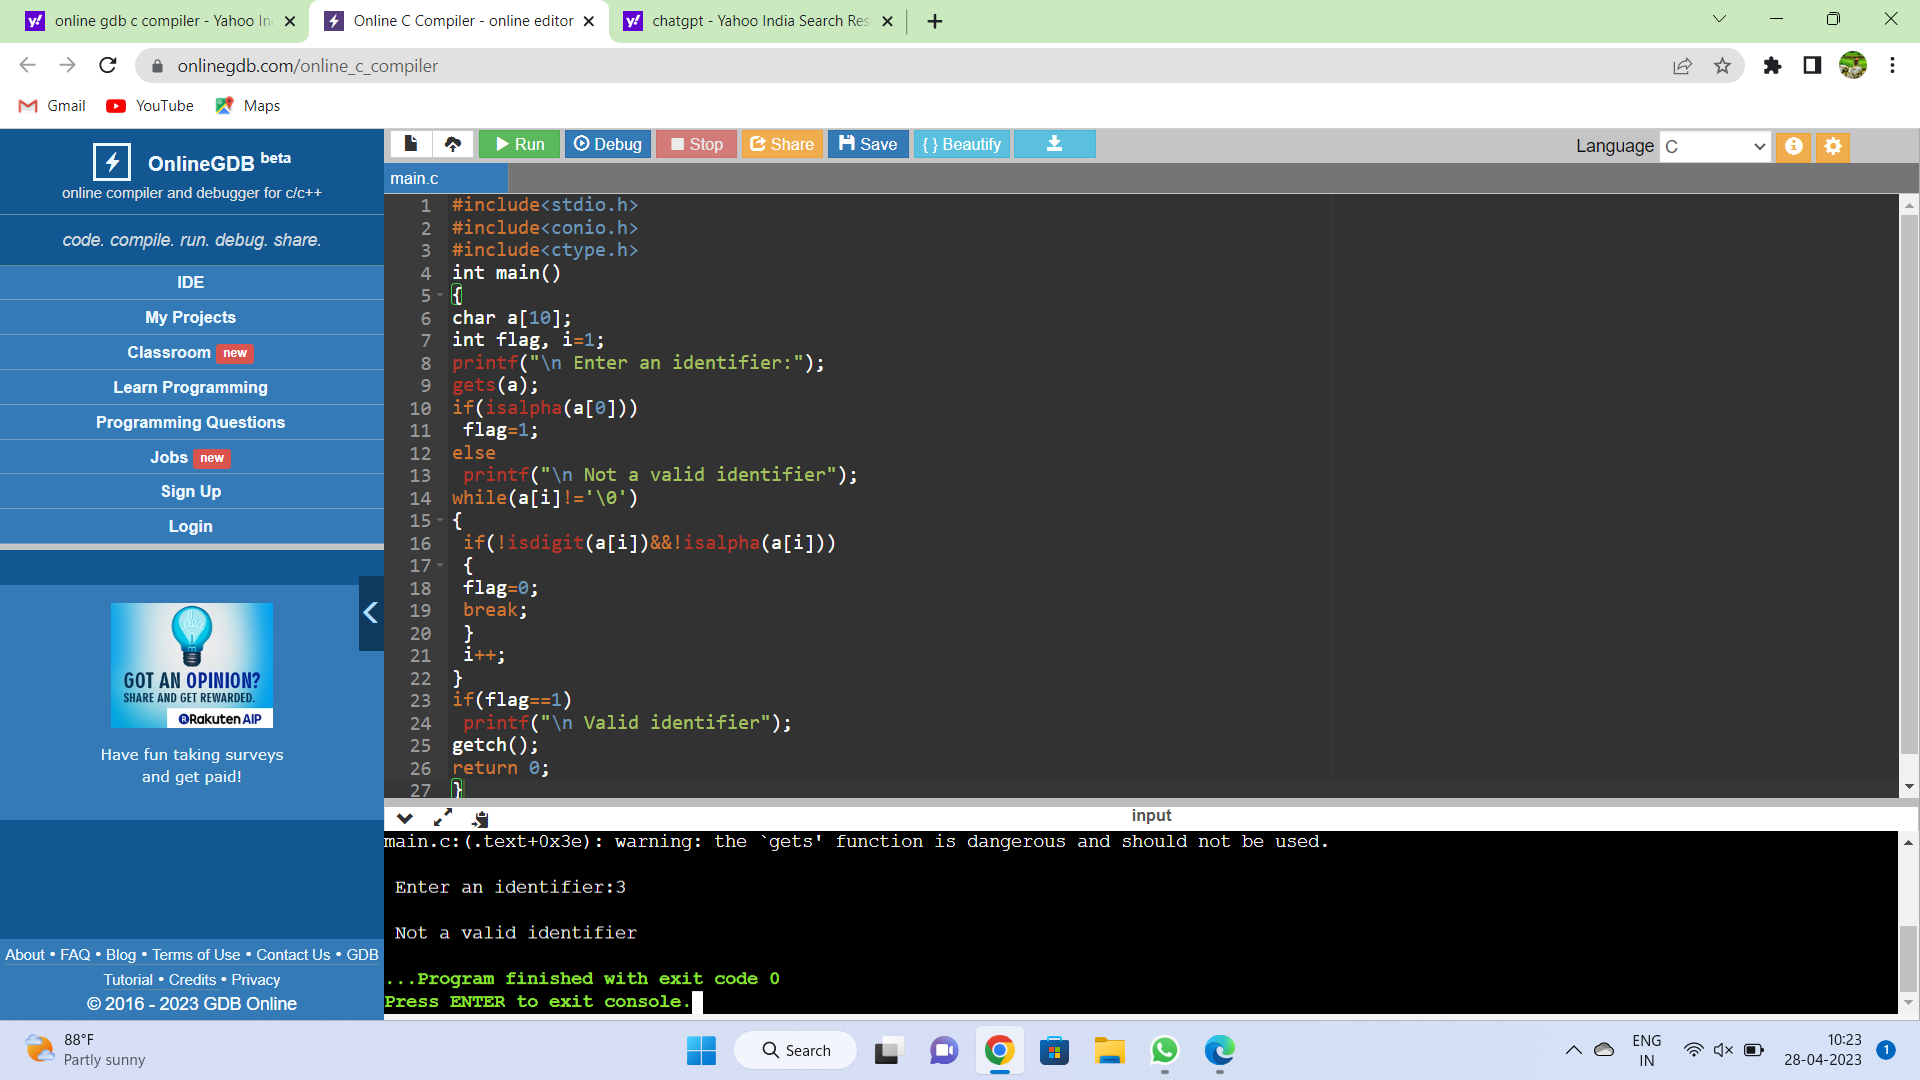 online gdb c compiler - Yahoo In
Online C Compiler - online editor
chatgpt - Yahoo India Search Res
onlinegdb.com/online_c_compiler
Gmail YouTube Maps
OnlineGDB beta
online compiler and debugger for c/c++
code. compile. run. debug. share.
IDE
My Projects
Classroom new
Learn Programming
Programming Questions
Jobs new
Sign Up
Login
GOT AN OPINION?
SHARE AND GET REWARDED.
Rakuten AIP
Have fun taking surveys
and get paid!
About • FAQ • Blog • Terms of Use • Contact Us • GDB
Tutorial • Credits • Privacy
© 2016 - 2023 GDB Online
Run Debug Stop Share Save { } Beautify
Language C
main.c
1 #include<stdio.h>
2 #include<conio.h>
3 #include<ctype.h>
4 int main()
5 {
6 char a[10];
7 int flag, i=1;
8 printf("\n Enter an identifier:");
9 gets(a);
10 if(isalpha(a[0]))
11 flag=1;
12 else
13 printf("\n Not a valid identifier");
14 while(a[i]!='\0')
15 {
16 if(!isdigit(a[i])&&!isalpha(a[i]))
17 {
18 flag=0;
19 break;
20 }
21 i++;
22 }
23 if(flag==1)
24 printf("\n Valid identifier");
25 getch();
26 return 0;
27 }
input
main.c:(.text+0x3e): warning: the `gets' function is dangerous and should not be used.
Enter an identifier:3
Not a valid identifier
...Program finished with exit code 0
Press ENTER to exit console.
88°F
Partly sunny
Search
ENG
IN
10:23
28-04-2023
1